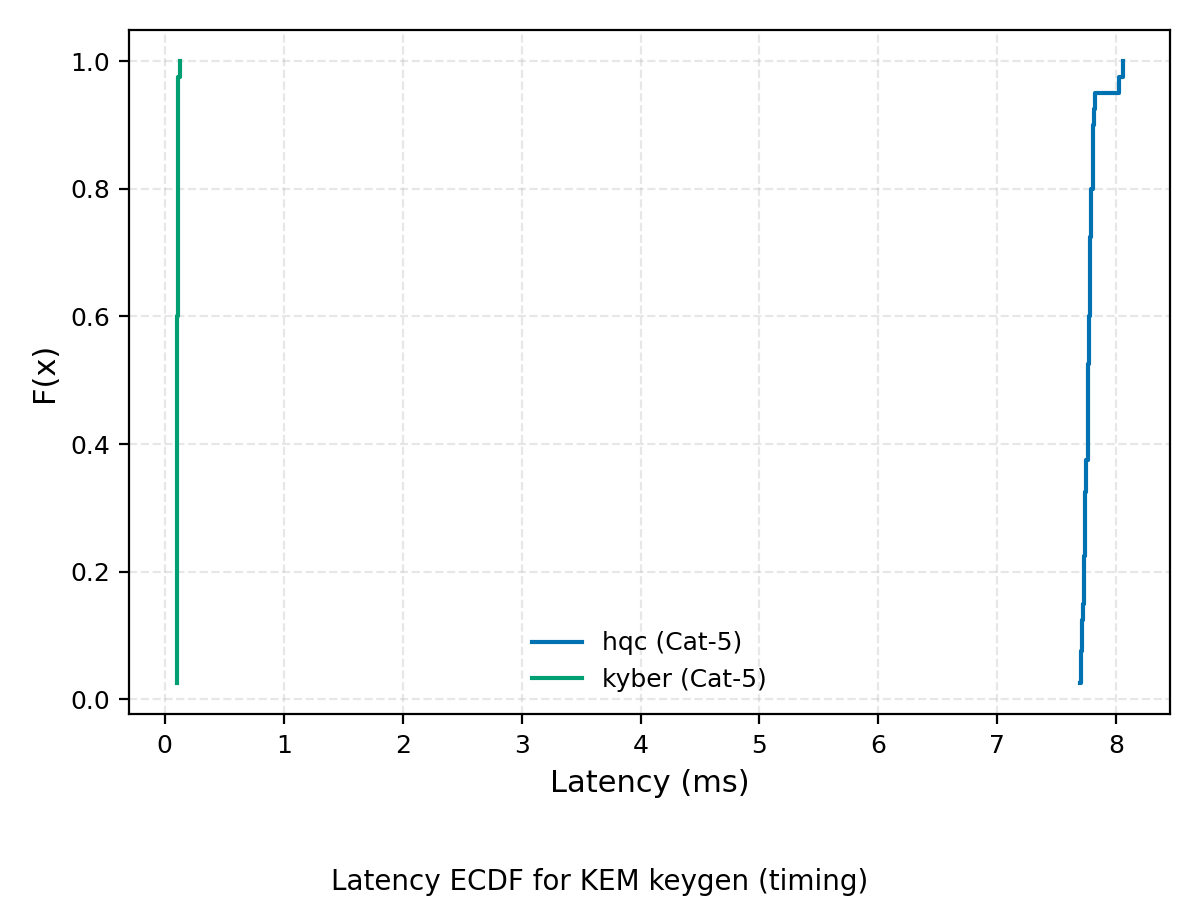 1.0
0.8
0.6
0.4
0.2
0.0
F(x)
hqc (Cat-5)
kyber (Cat-5)
0 1 2 3 4 5 6 7 8
Latency (ms)
Latency ECDF for KEM keygen (timing)